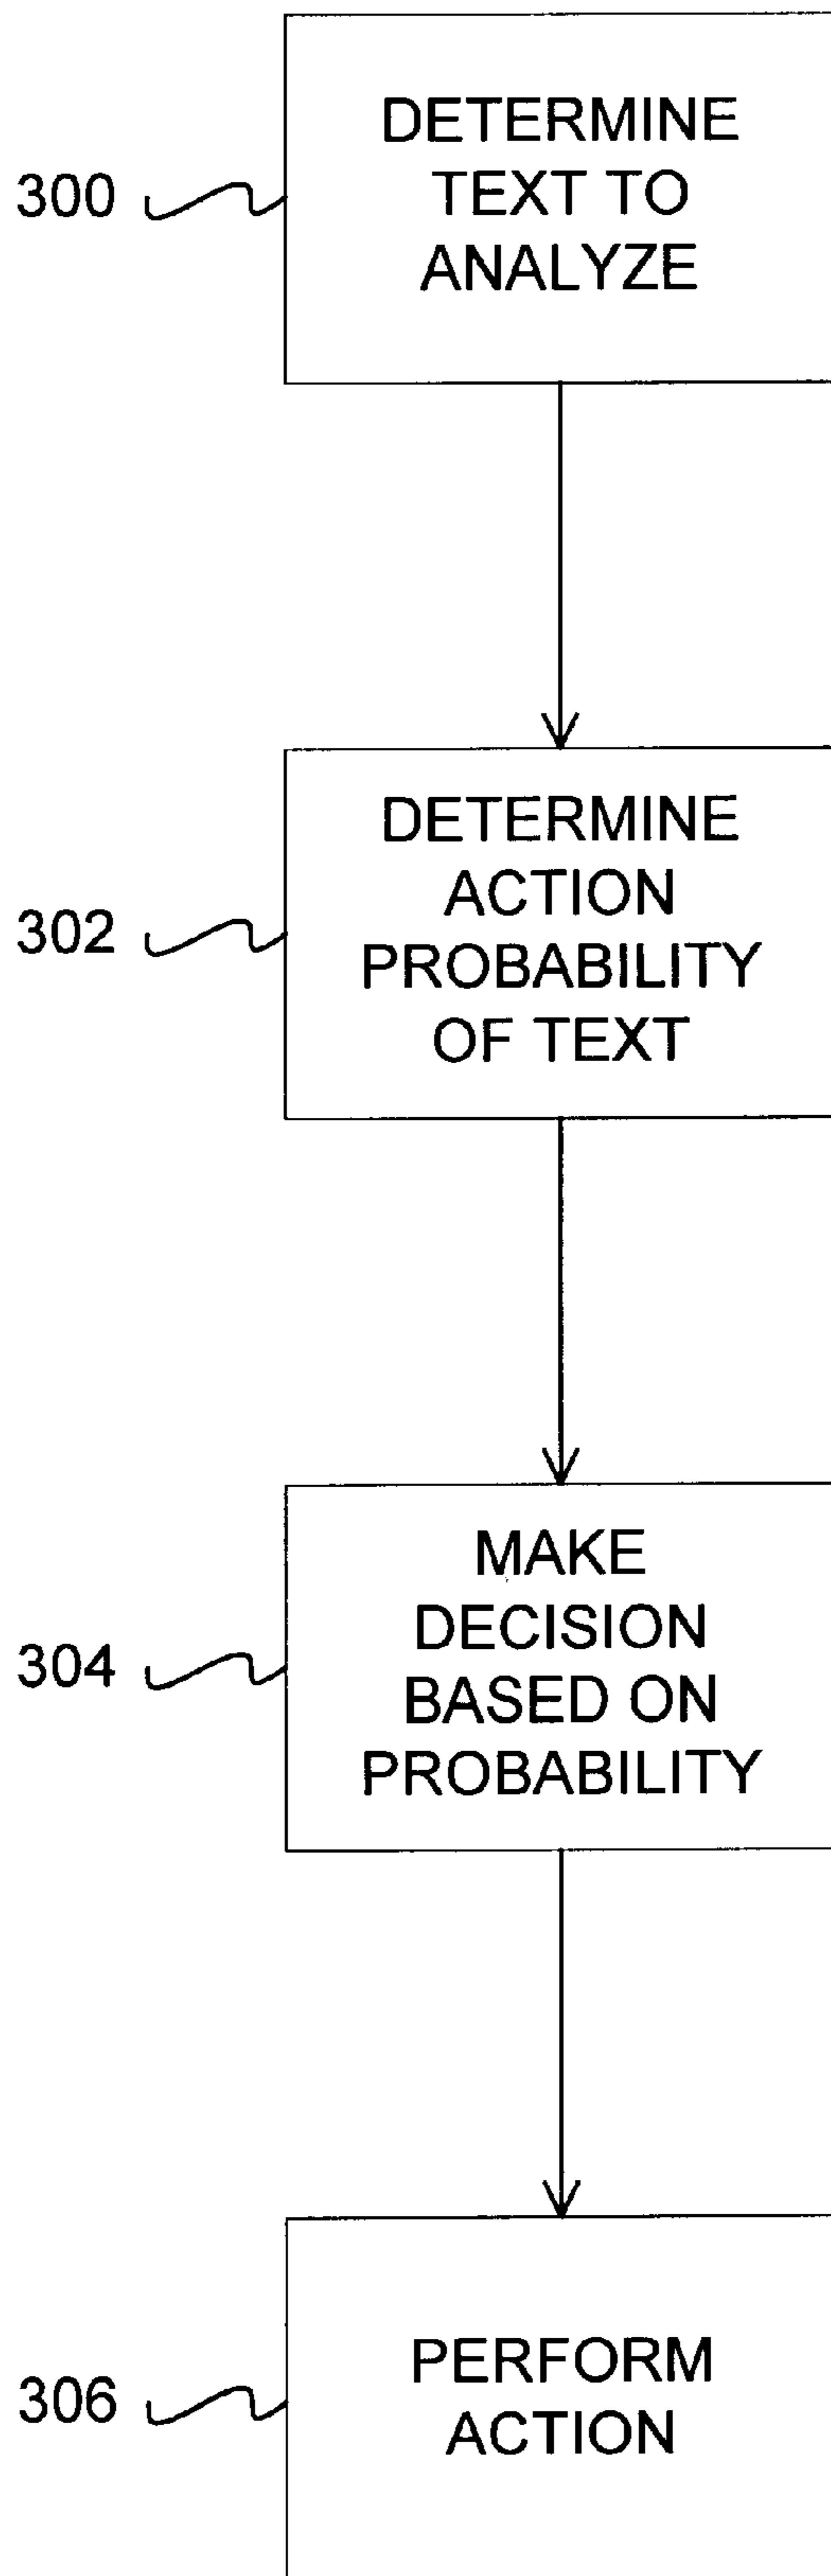 DETERMINE
TEXT TO
ANALYZE
300
DETERMINE
ACTION
PROBABILITY
OF TEXT
302
MAKE
DECISION
BASED ON
PROBABILITY
304
PERFORM
ACTION
306